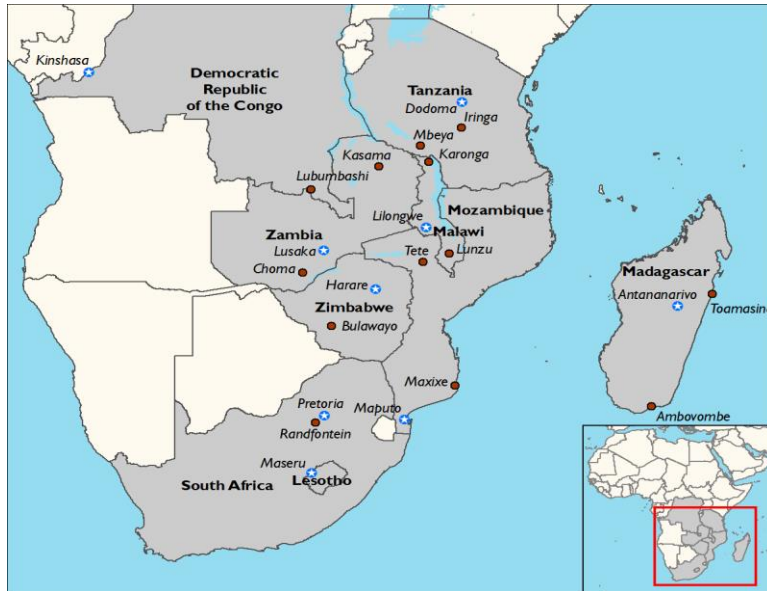 Kinshasa
Democratic
Republic
of the Congo
Tanzania
Dodoma
Iringa
Mbeya
Kasama
Karonga
Lubumbashi
Lilongwe
Mozambique
Malawi
Zambia
Lusaka
Tete
Lunzu
Choma
Harare
Zimbabwe
Bulawayo
Madagascar
Antananarivo
Toamasina
Maxixe
Pretoria
Maputo
Randfontein
Ambovombe
Maseru
South Africa
Lesotho